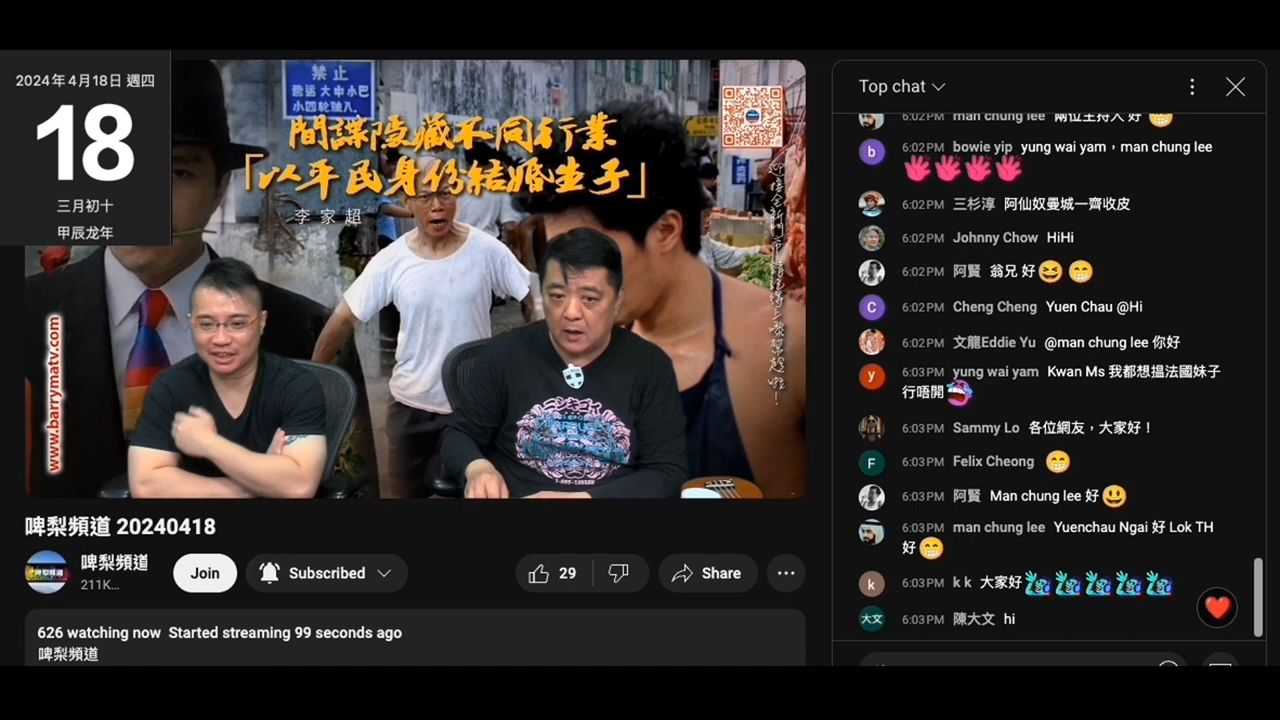 2024年4月18日 週四
18
三月初十
甲辰龙年
禁止
營運大中小巴
小四輪駛入
間諜隱藏不同行業
「以平民身份結婚生子」
李家超
www.barrymatv.com
ニシキゴイ
啤梨頻道 20240418
啤梨頻道
211K...
Join
Subscribed
29
Share
626 watching now Started streaming 99 seconds ago
啤梨頻道
Top chat
6:02PM man chung lee 兩位主持人 好 😁
b 6:02PM bowie yip yung wai yam，man chung lee
6:02PM 三杉淳 阿仙奴曼城一齊收皮
6:02PM Johnny Chow HiHi
6:02PM 阿賢 翁兄 好 😆 😁
C 6:02PM Cheng Cheng Yuen Chau @Hi
6:02PM 文龍Eddie Yu @man chung lee 你好
y 6:03PM yung wai yam Kwan Ms 我都想搵法國妹子
行唔開
6:03PM Sammy Lo 各位網友，大家好！
F 6:03PM Felix Cheong 😁
6:03PM 阿賢 Man chung lee 好 😃
6:03PM man chung lee Yuenchau Ngai 好 Lok TH
好 😁
k 6:03PM k k 大家好
大文 6:03PM 陳大文 hi